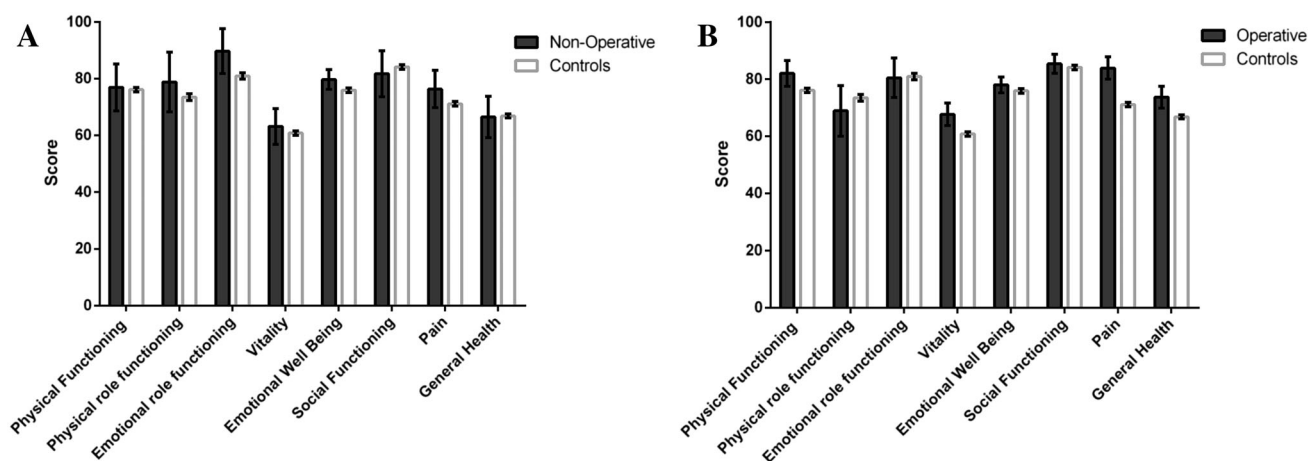 A
100
80
60
40
20
0
Score
Non-Operative
Controls
Physical Functioning
Physical role functioning
Emotional role functioning
Vitality
Emotional Well Being
Social Functioning
Pain
General Health
B
100
80
60
40
20
0
Score
Operative
Controls
Physical Functioning
Physical role functioning
Emotional role functioning
Vitality
Emotional Well Being
Social Functioning
Pain
General Health